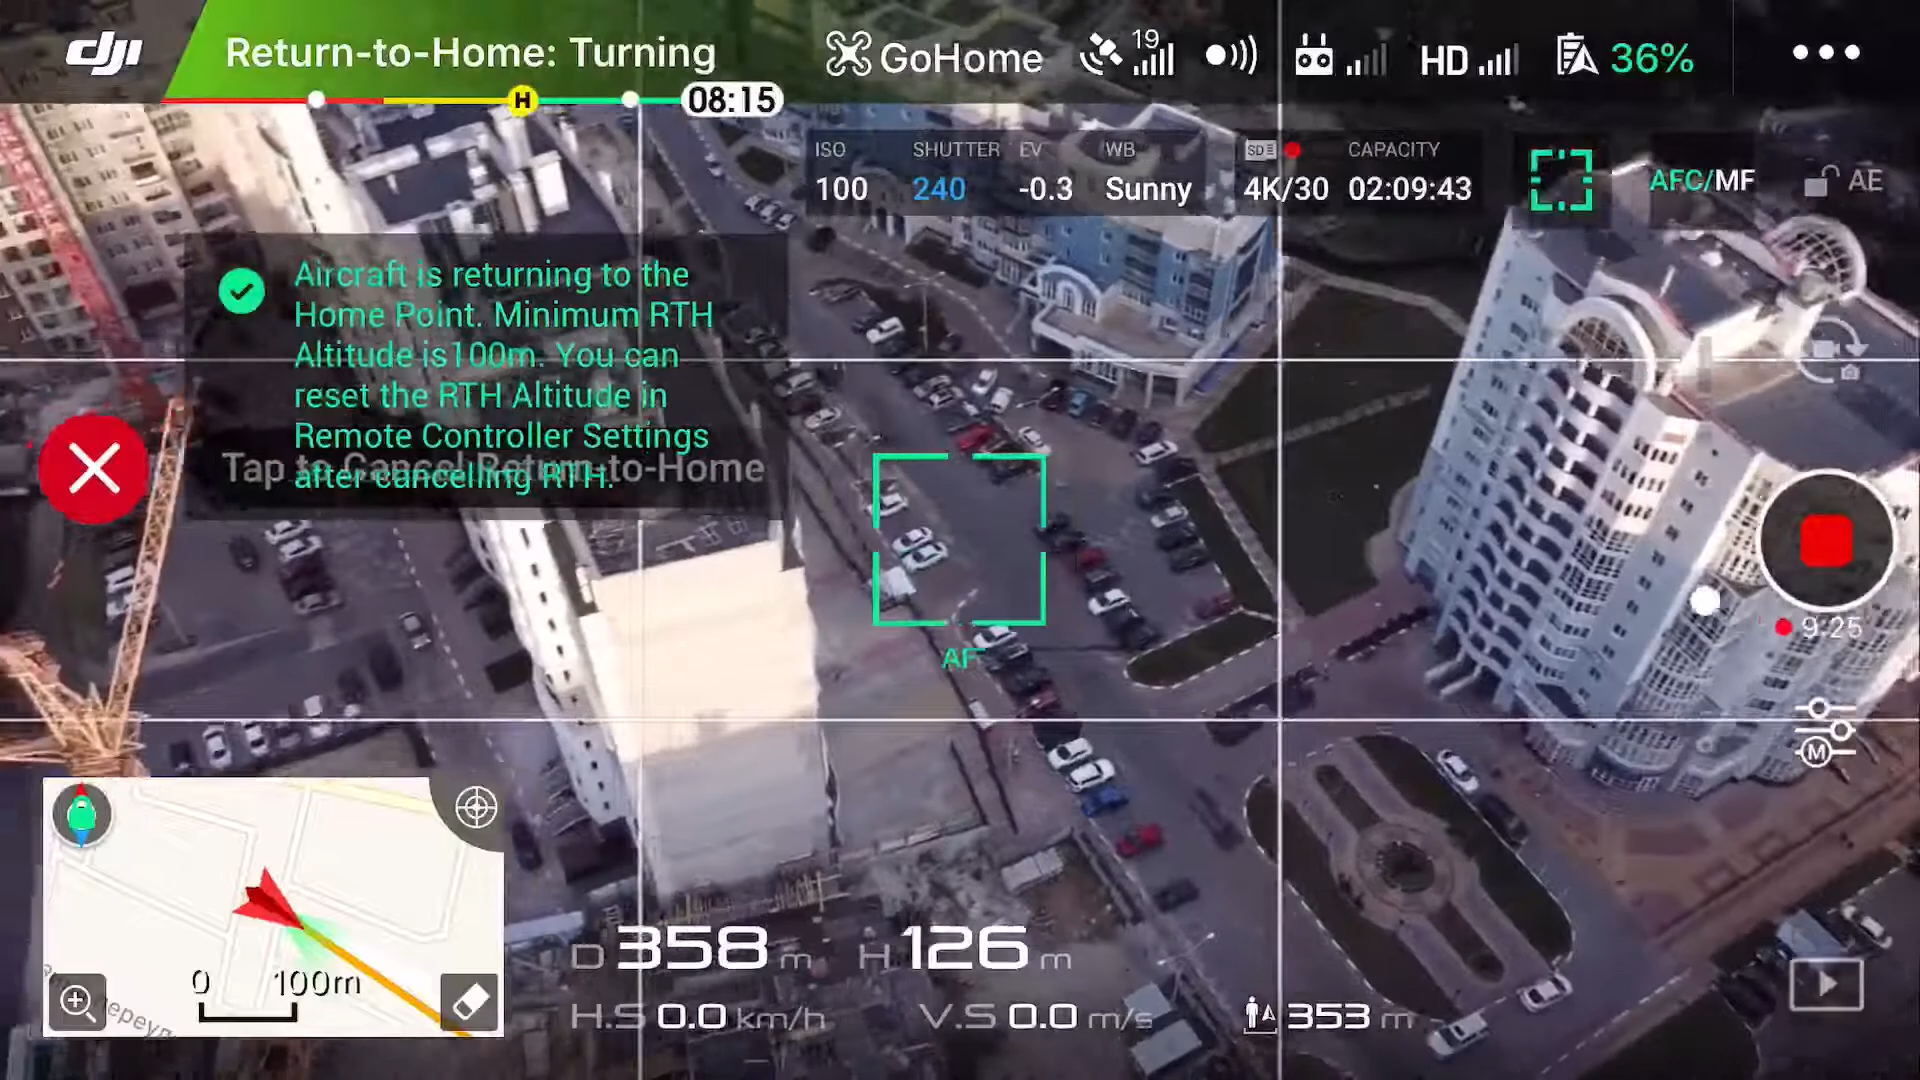 dji
Return-to-Home: Turning
GoHome
19
HD
36%
H
08:15
ISO
100
SHUTTER
240
EV
-0.3
WB
Sunny
SD
4K/30
CAPACITY
02:09:43
AFC/MF
AE
Aircraft is returning to the
Home Point. Minimum RTH
Altitude is100m. You can
reset the RTH Altitude in
Remote Controller Settings
after cancelling RTH.
Tap to Cancel Return-to-Home
AF
9:25
M
0 100m
D 358 m H 126 m
H.S 0.0 km/h V.S 0.0 m/s 353 m